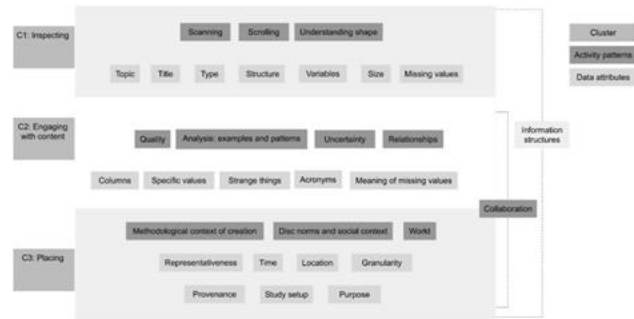 C1: Inspecting
Scanning
Scrolling
Understanding shape
Topic
Title
Type
Structure
Variables
Size
Missing values
Cluster
Activity patterns
Data attributes
C2: Engaging
with content
Quality
Analysis: examples and patterns
Uncertainty
Relationships
Columns
Specific values
Strange things
Acronyms
Meaning of missing values
Information
structures
Collaboration
C3: Placing
Methodological context of creation
Disc norms and social context
World
Representativeness
Time
Location
Granularity
Provenance
Study setup
Purpose